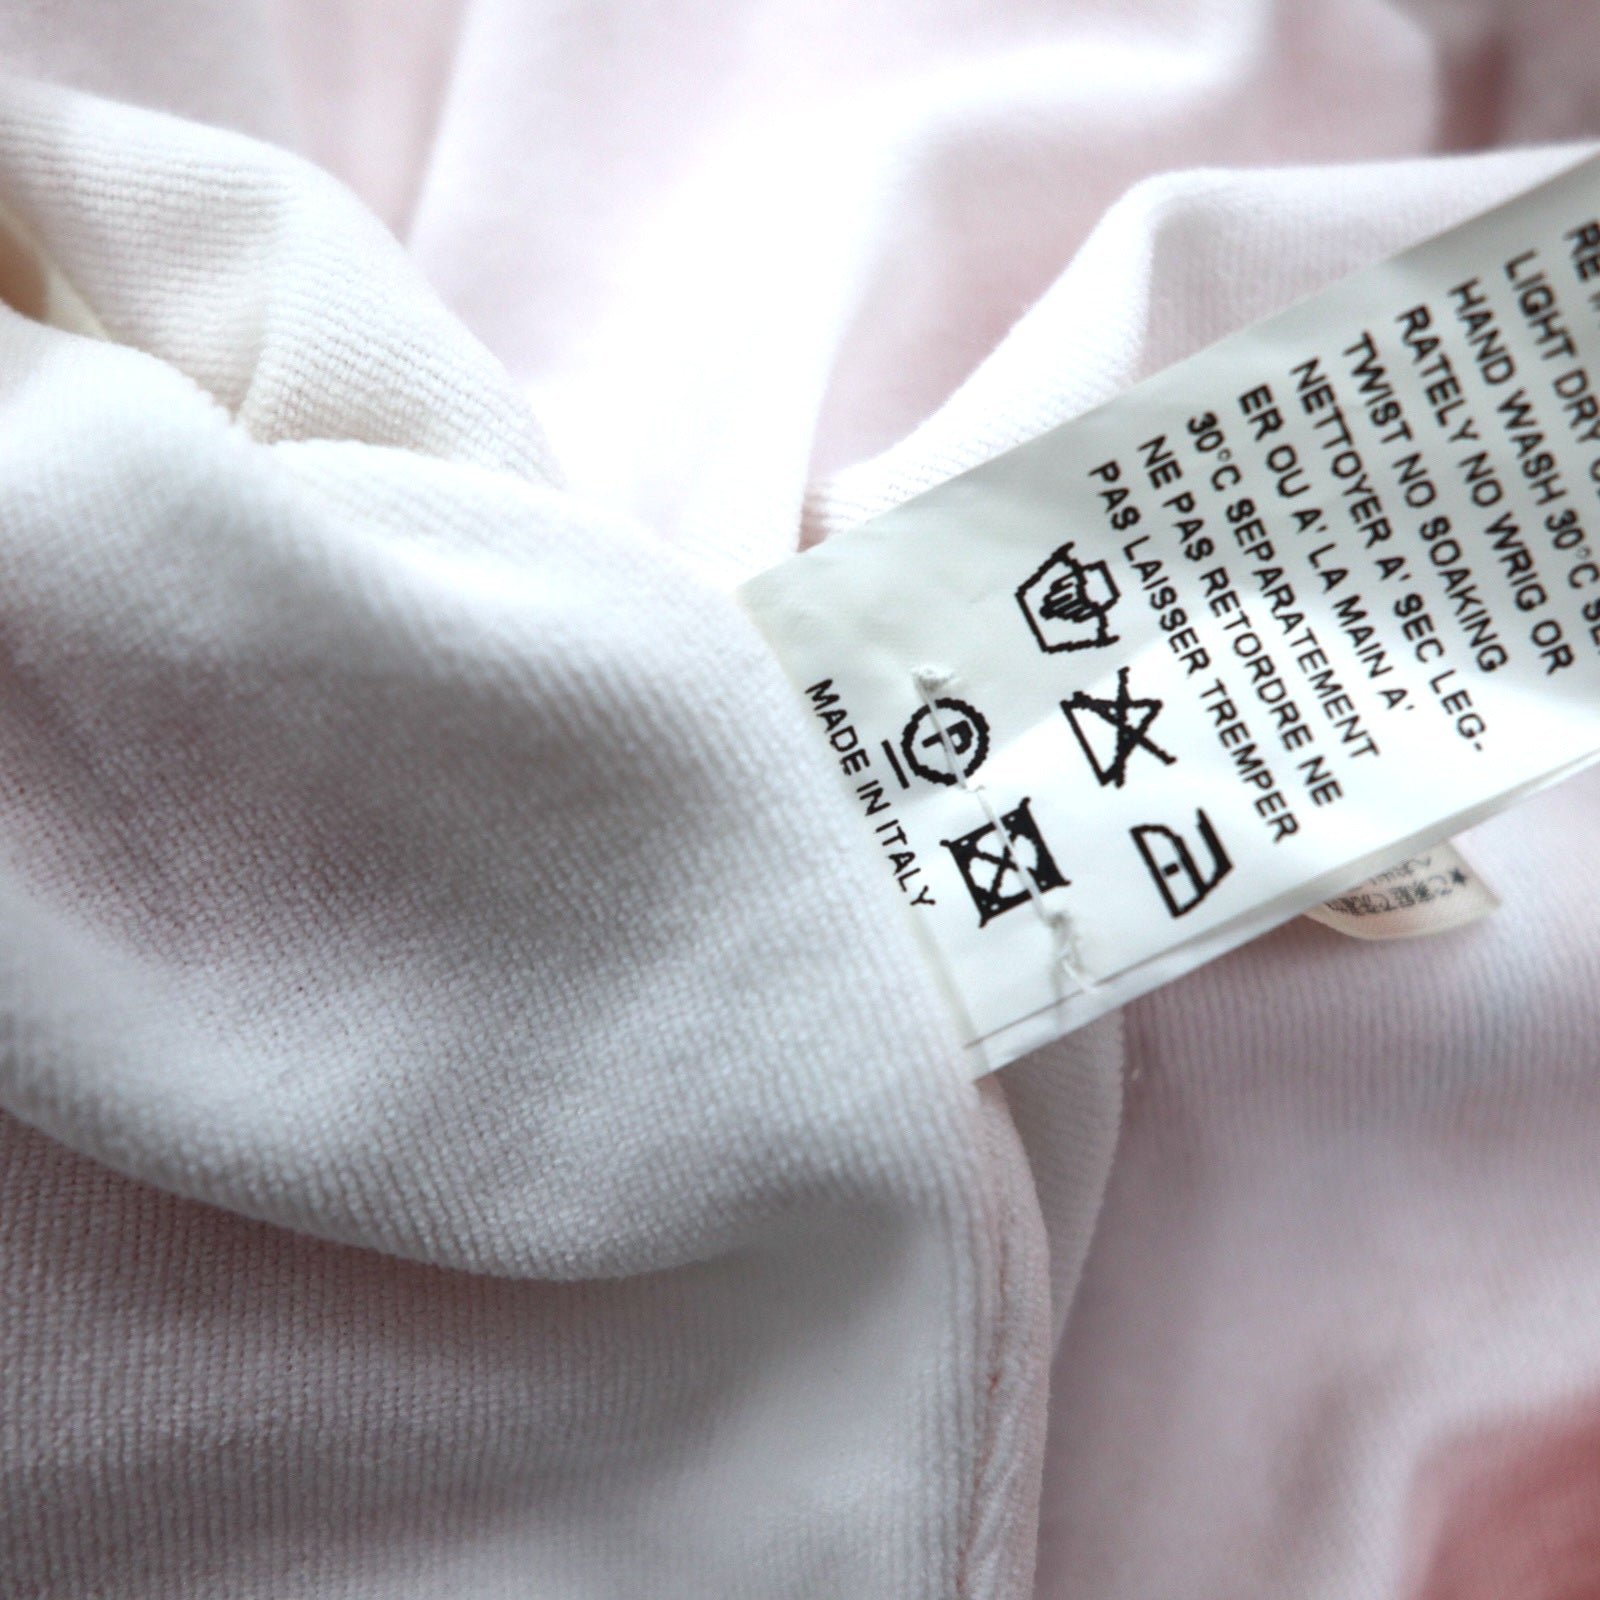 LIGHT DRY
HAND WASH 30°C
RATELY NO WRIG OR
TWIST NO SOAKING
NETTOYER A' SEC LEG-
ER OU A' LA MAIN A'
30°C SEPARATEMENT
NE PAS RETORDRE NE
PAS LAISSER TREMPER
P
MADE IN ITALY